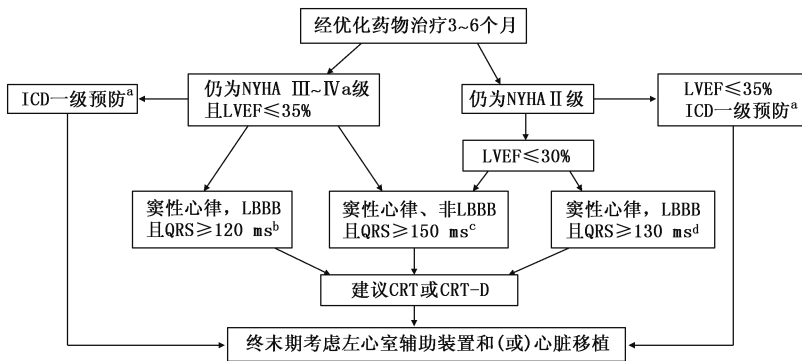 经优化药物治疗3~6个月
ICD一级预防a
仍为NYHA Ⅲ~Ⅳa级
且LVEF≤35%
仍为NYHAⅡ级
LVEF≤35%
ICD一级预防a
LVEF≤30%
窦性心律，LBBB
且QRS≥120 msb
窦性心律、非LBBB
且QRS≥150 msc
窦性心律，LBBB
且QRS≥130 msd
建议CRT或CRT-D
终末期考虑左心室辅助装置和(或)心脏移植